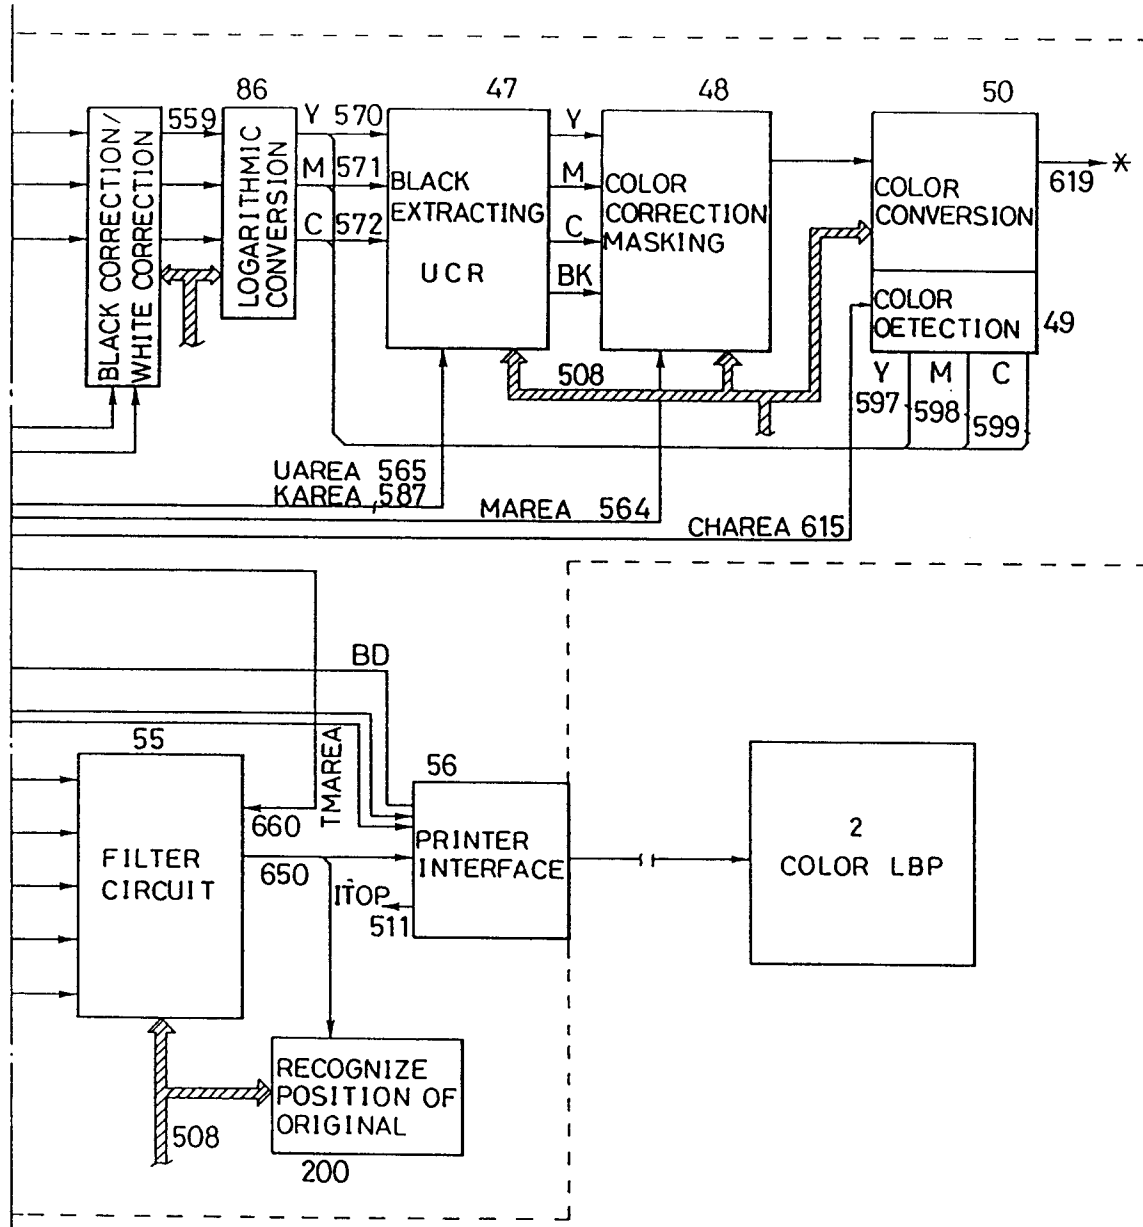 86
47
48
50
559
Y 570
M 571
C 572
Y
M
C
BK
BLACK CORRECTION/
WHITE CORRECTION
LOGARITHMIC
CONVERSION
BLACK
EXTRACTING
UCR
COLOR
CORRECTION
MASKING
COLOR
CONVERSION
619
*
COLOR
OETECTION
49
508
Y M C
597 598 599
UAREA 565
KAREA 587
MAREA 564
CHAREA 615
BD
TMAREA
55
660
FILTER
CIRCUIT
650
ITOP
511
56
PRINTER
INTERFACE
2
COLOR LBP
508
RECOGNIZE
POSITION OF
ORIGINAL
200